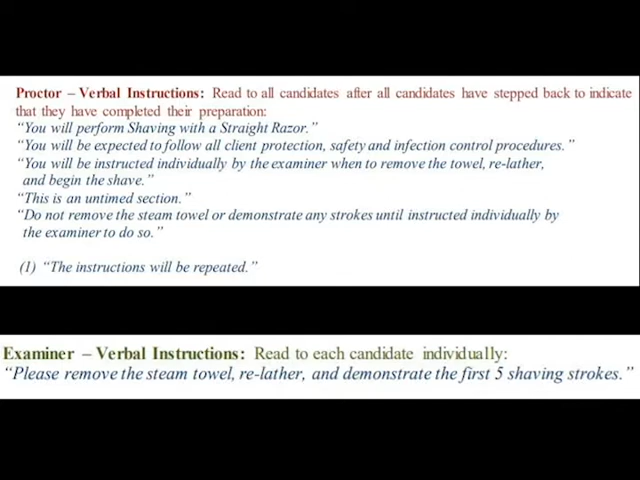 Proctor – Verbal Instructions: Read to all candidates after all candidates have stepped back to indicate
that they have completed their preparation:
“You will perform Shaving with a Straight Razor.”
“You will be expected to follow all client protection, safety and infection control procedures.”
“You will be instructed individually by the examiner when to remove the towel, re-lather,
and begin the shave.”
“This is an untimed section.”
“Do not remove the steam towel or demonstrate any strokes until instructed individually by
the examiner to do so.”
(1) “The instructions will be repeated.”
Examiner – Verbal Instructions: Read to each candidate individually:
“Please remove the steam towel, re-lather, and demonstrate the first 5 shaving strokes.”